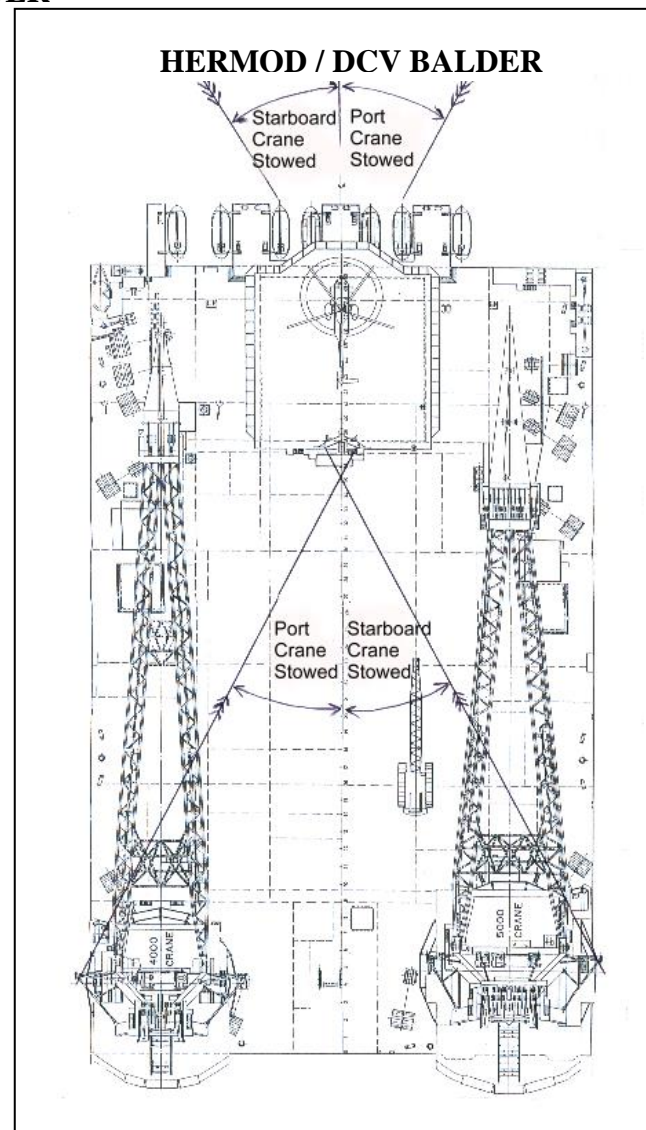 ER
HERMOD / DCV BALDER
Starboard
Crane
Stowed
Port
Crane
Stowed
Port
Crane
Stowed
Starboard
Crane
Stowed
4000
CRANE
5000
CRANE